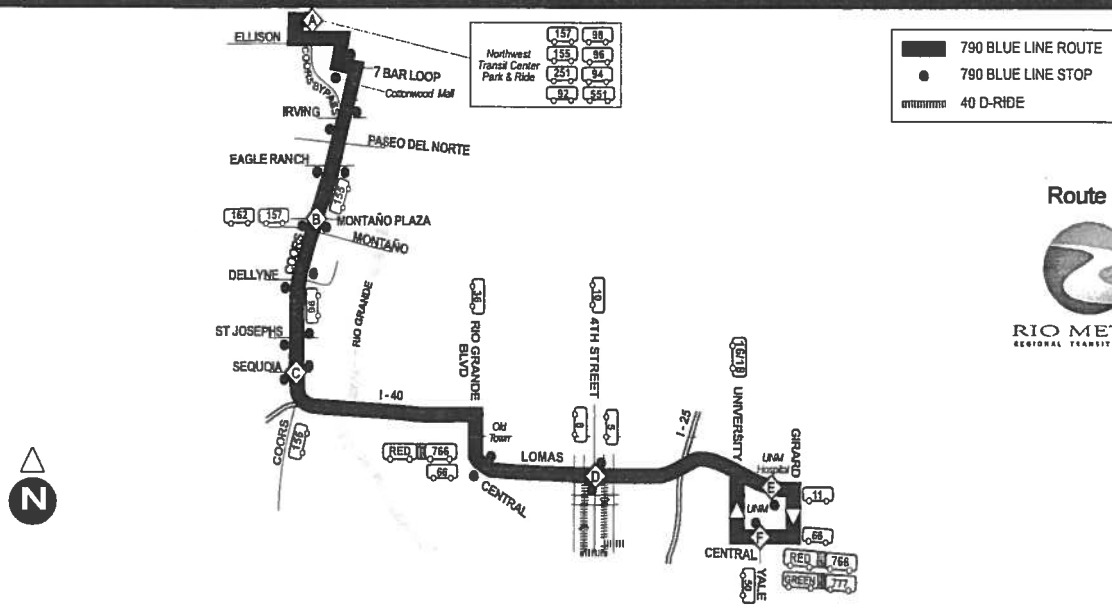 A
ELLISON
COORS BYPASS
7 BAR LOOP
Cottonwood Mall
Northwest
Transit Center
Park & Ride
157 98
155 96
251 94
92 551
790 BLUE LINE ROUTE
790 BLUE LINE STOP
40 D-RIDE
IRVING
PASEO DEL NORTE
EAGLE RANCH
155
162 157
B
MONTAÑO PLAZA
MONTAÑO
COORS
DELLYNE
96
RIO GRANDE
ST JOSEPHS
SEQUOIA
C
I-40
COORS
156
36
RIO GRANDE
BLVD
10
4TH STREET
8
5
Old
Town
LOMAS
RED 766
66
CENTRAL
D
I-25
16/18
UNIVERSITY
GIRARD
UNM
Hospital
E
11
UNM
F
66
CENTRAL
RED 766
GREEN 777
YALE
50
N
Route
RIO ME
REGIONAL TRANSIT